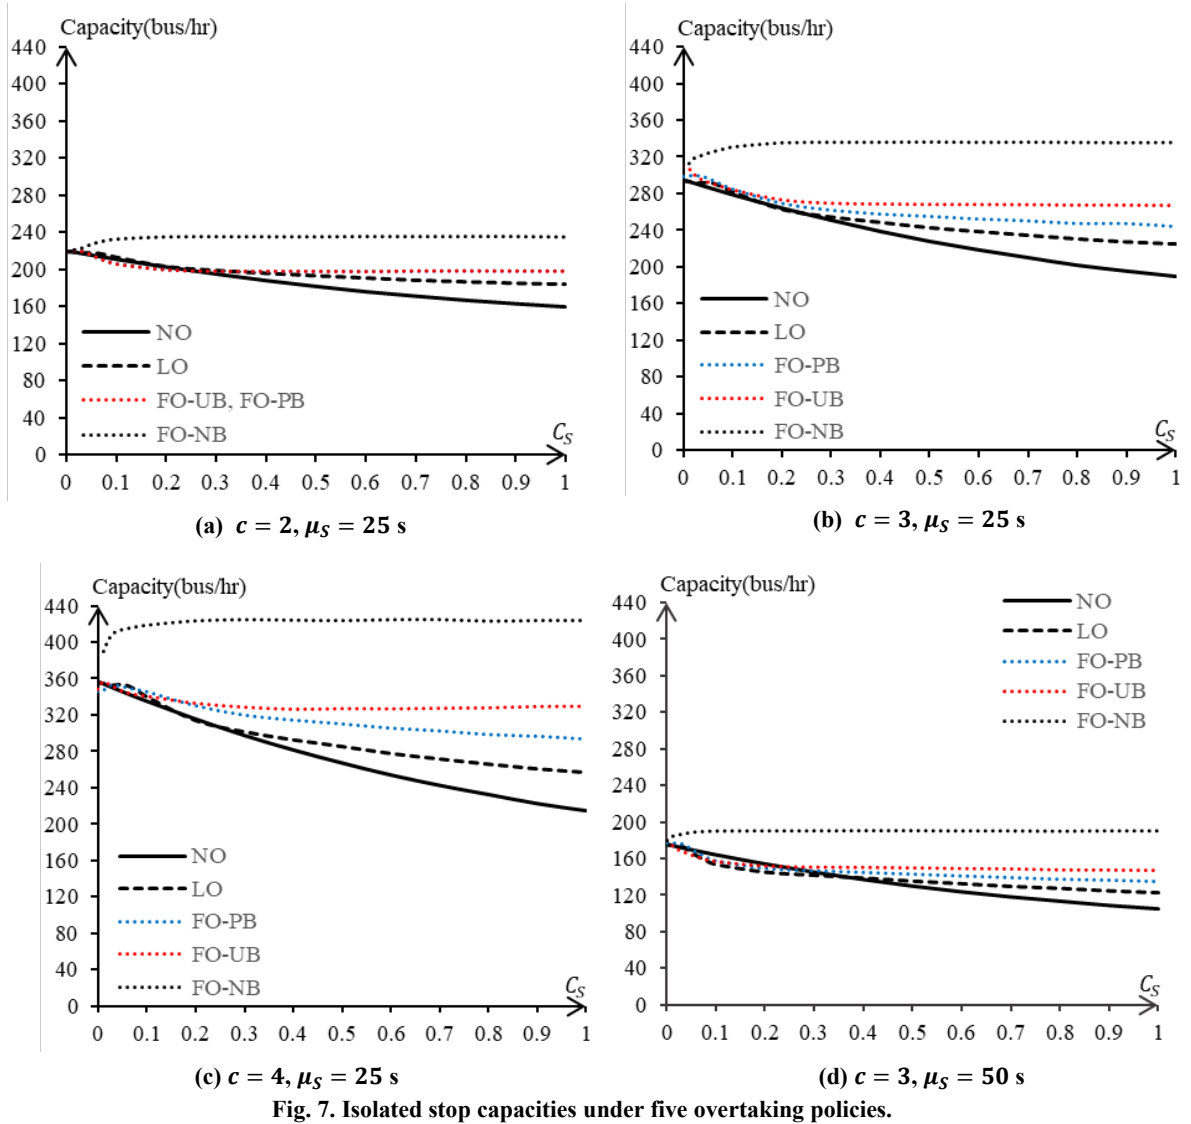 Capacity(bus/hr)
440
400
360
320
280
240
200
160
120
80
40
0
NO
LO
FO-UB, FO-PB
FO-NB
C_S
0 0.1 0.2 0.3 0.4 0.5 0.6 0.7 0.8 0.9 1
(a) c = 2, μ_S = 25 s
Capacity(bus/hr)
440
400
360
320
280
240
200
160
120
80
40
0
NO
LO
FO-PB
FO-UB
FO-NB
C_S
0 0.1 0.2 0.3 0.4 0.5 0.6 0.7 0.8 0.9 1
(b) c = 3, μ_S = 25 s
Capacity(bus/hr)
440
400
360
320
280
240
200
160
120
80
40
0
NO
LO
FO-PB
FO-UB
FO-NB
C_S
0 0.1 0.2 0.3 0.4 0.5 0.6 0.7 0.8 0.9 1
(c) c = 4, μ_S = 25 s
Capacity(bus/hr)
440
400
360
320
280
240
200
160
120
80
40
0
NO
LO
FO-PB
FO-UB
FO-NB
C_S
0 0.1 0.2 0.3 0.4 0.5 0.6 0.7 0.8 0.9 1
(d) c = 3, μ_S = 50 s
Fig. 7. Isolated stop capacities under five overtaking policies.